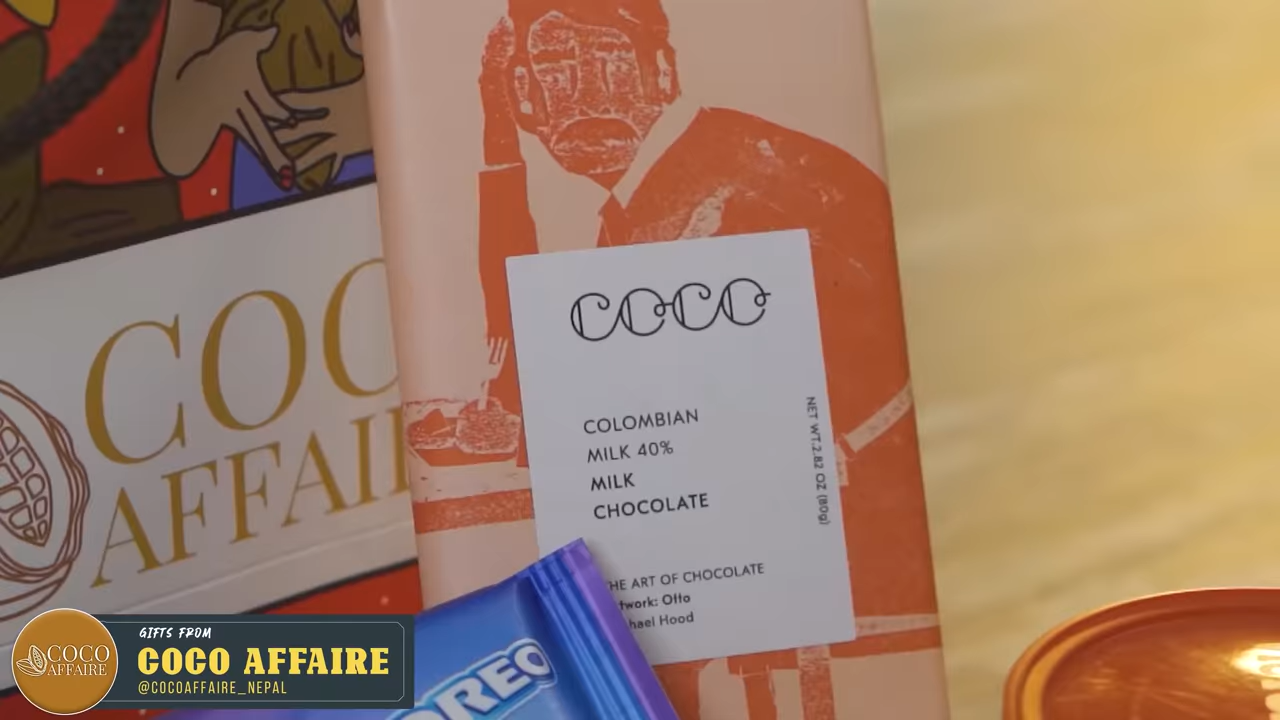 COCO
AFFAI
COCO
COLOMBIAN
MILK 40%
MILK
CHOCOLATE
NET WT.2.82 OZ (80g)
HE ART OF CHOCOLATE
twork: Otto
hael Hood
OREO
COCO
AFFAIRE
GIFTS FROM
COCO AFFAIRE
@COCOAFFAIRE_NEPAL